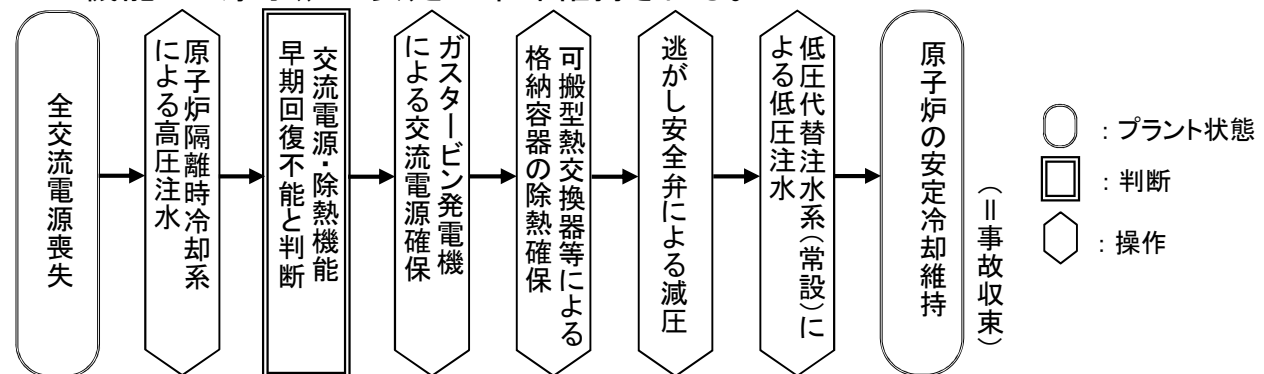 全交流電源喪失
原子炉隔離時冷却系
による高圧注水
交流電源・除熱機能
早期回復不能と判断
ガスタービン発電機
による交流電源確保
可搬型熱交換器等による
格納容器の除熱確保
逃がし安全弁による減圧
低圧代替注水系(常設)に
よる低圧注水
原子炉の安定冷却維持
(=事故収束)
:プラント状態
:判断
:操作